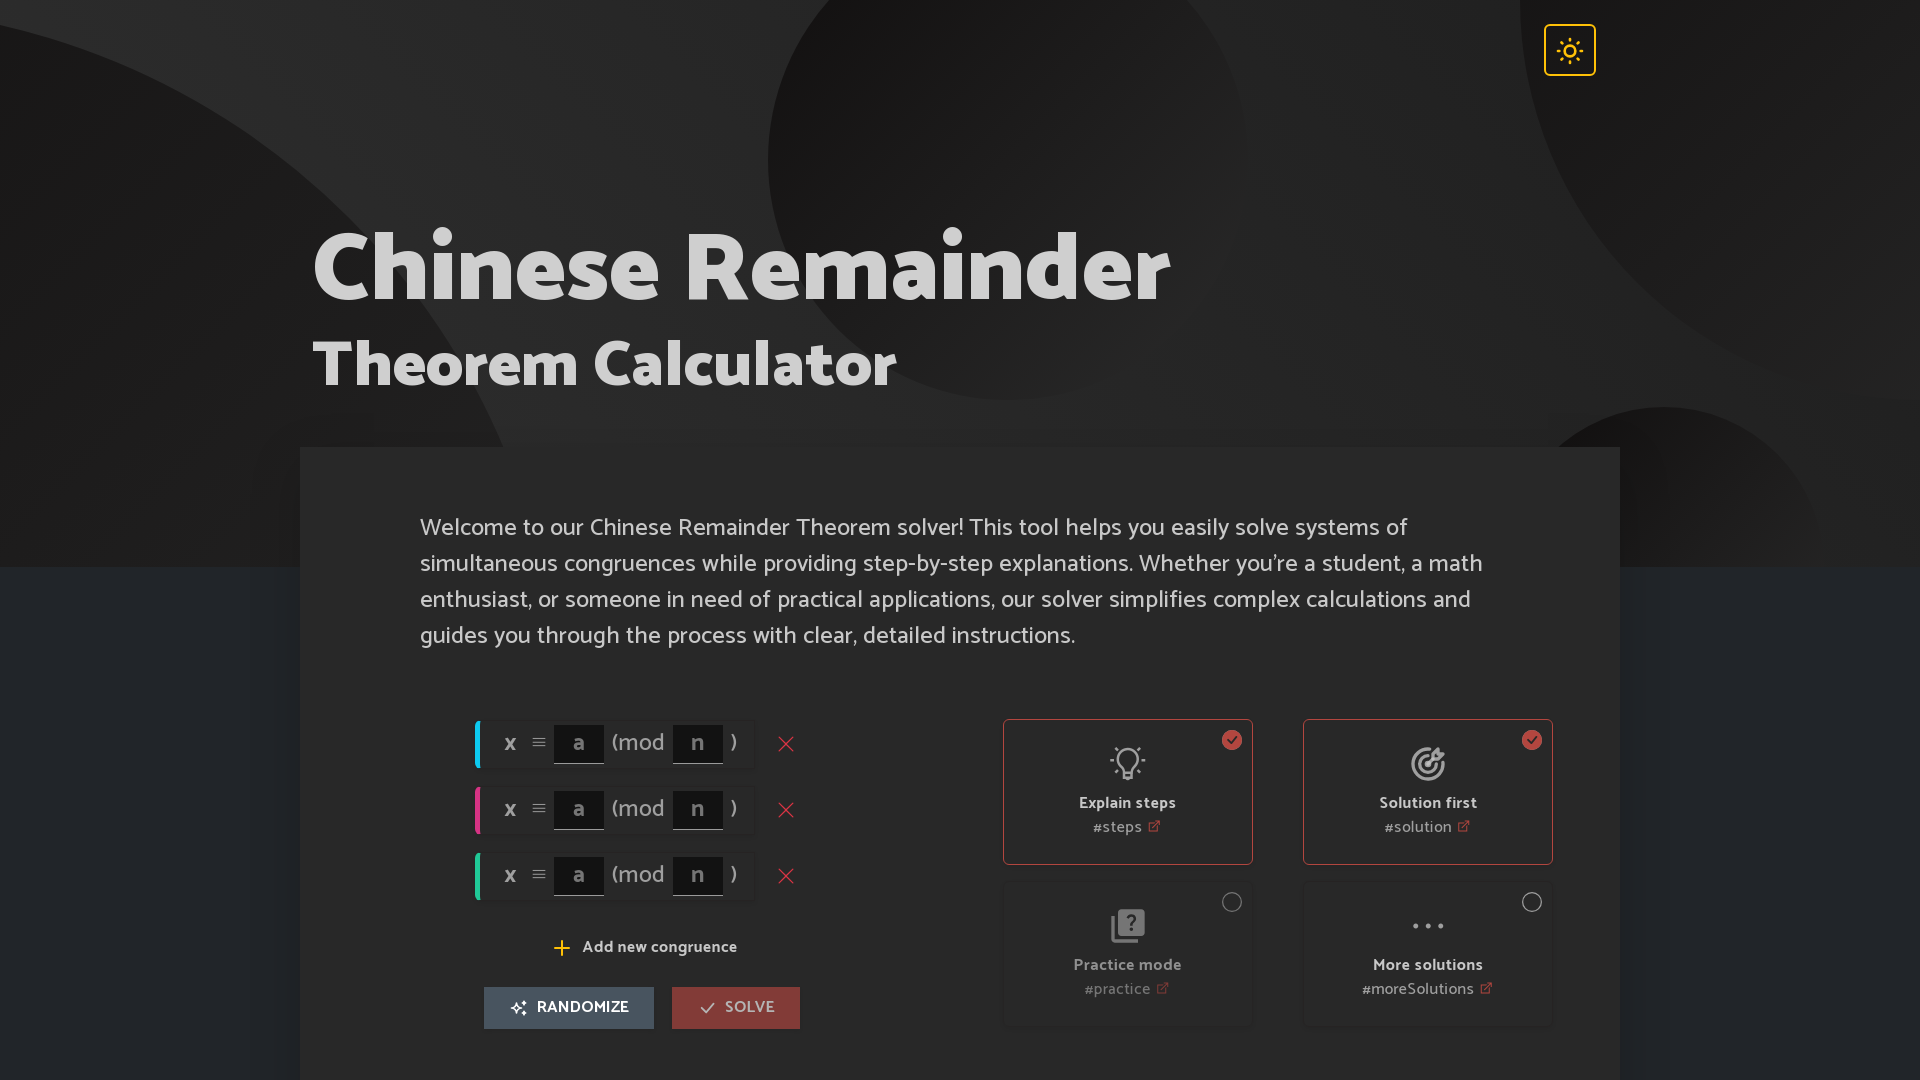 Chinese Remainder
Theorem Calculator
Welcome to our Chinese Remainder Theorem solver! This tool helps you easily solve systems of
simultaneous congruences while providing step-by-step explanations. Whether you're a student, a math
enthusiast, or someone in need of practical applications, our solver simplifies complex calculations and
guides you through the process with clear, detailed instructions.
x ≡ a (mod n )
x ≡ a (mod n )
x ≡ a (mod n )
Add new congruence
RANDOMIZE SOLVE
Explain steps
#steps
Solution first
#solution
Practice mode
#practice
More solutions
#moreSolutions